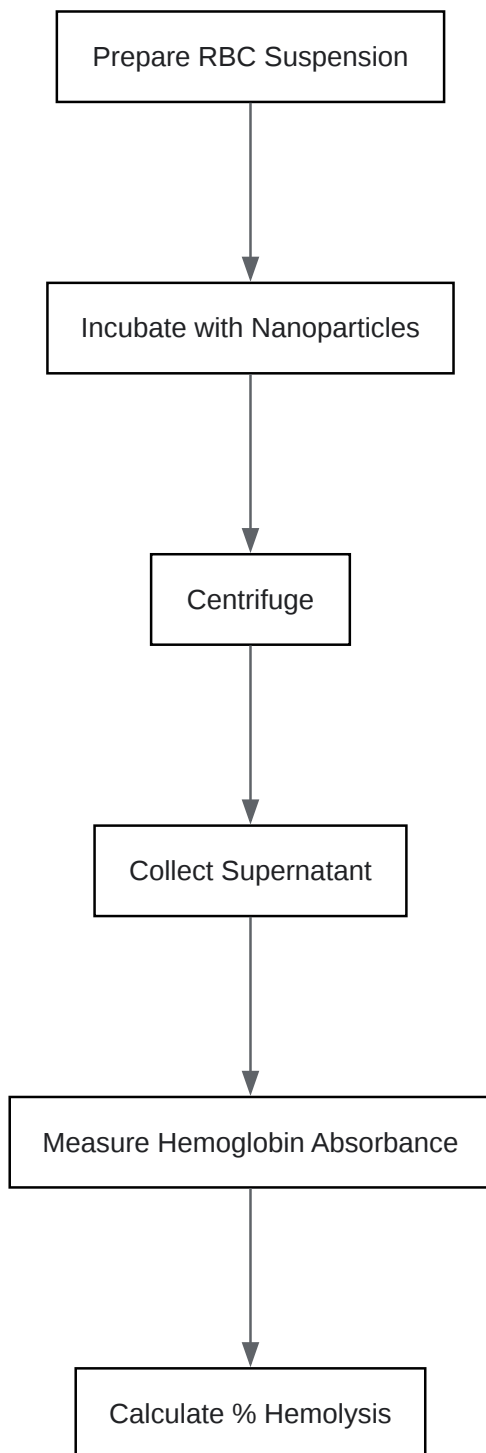 Prepare RBC Suspension
Incubate with Nanoparticles
Centrifuge
Collect Supernatant
Measure Hemoglobin Absorbance
Calculate % Hemolysis